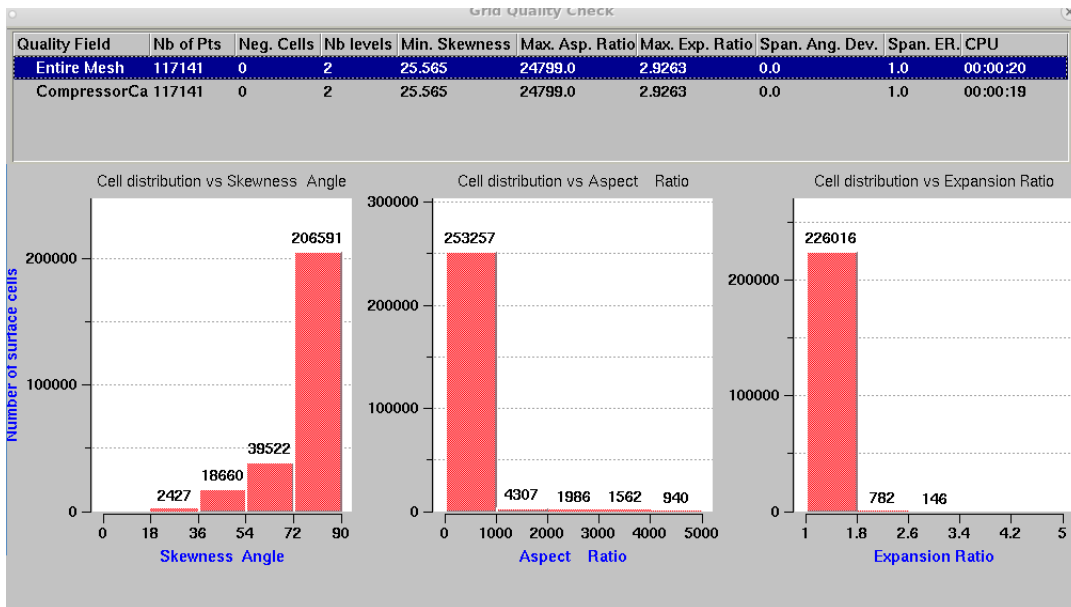 Grid Quality Check
Quality Field Nb of Pts Neg. Cells Nb levels Min. Skewness Max. Asp. Ratio Max. Exp. Ratio Span. Ang. Dev. Span. ER. CPU
Entire Mesh 117141 0 2 25.565 24799.0 2.9263 0.0 1.0 00:00:20
CompressorCa 117141 0 2 25.565 24799.0 2.9263 0.0 1.0 00:00:19
Cell distribution vs Skewness Angle
Number of surface cells
200000
100000
0
2427
18660
39522
206591
0 18 36 54 72 90
Skewness Angle
Cell distribution vs Aspect Ratio
300000
200000
100000
0
253257
4307
1986
1562
940
0 1000 2000 3000 4000 5000
Aspect Ratio
Cell distribution vs Expansion Ratio
200000
100000
0
226016
782
146
1 1.8 2.6 3.4 4.2 5
Expansion Ratio